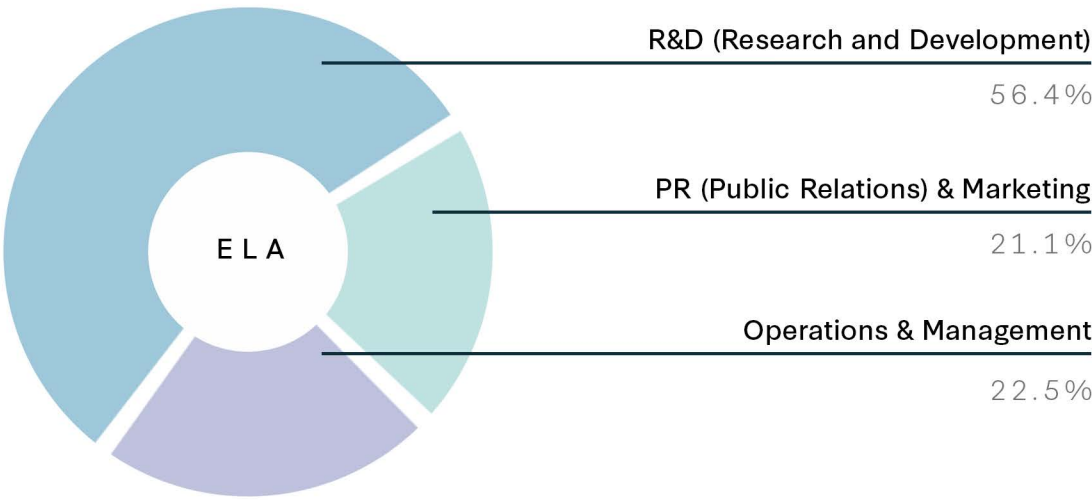 R&D (Research and Development)
56.4%
PR (Public Relations) & Marketing
21.1%
ELA
Operations & Management
22.5%